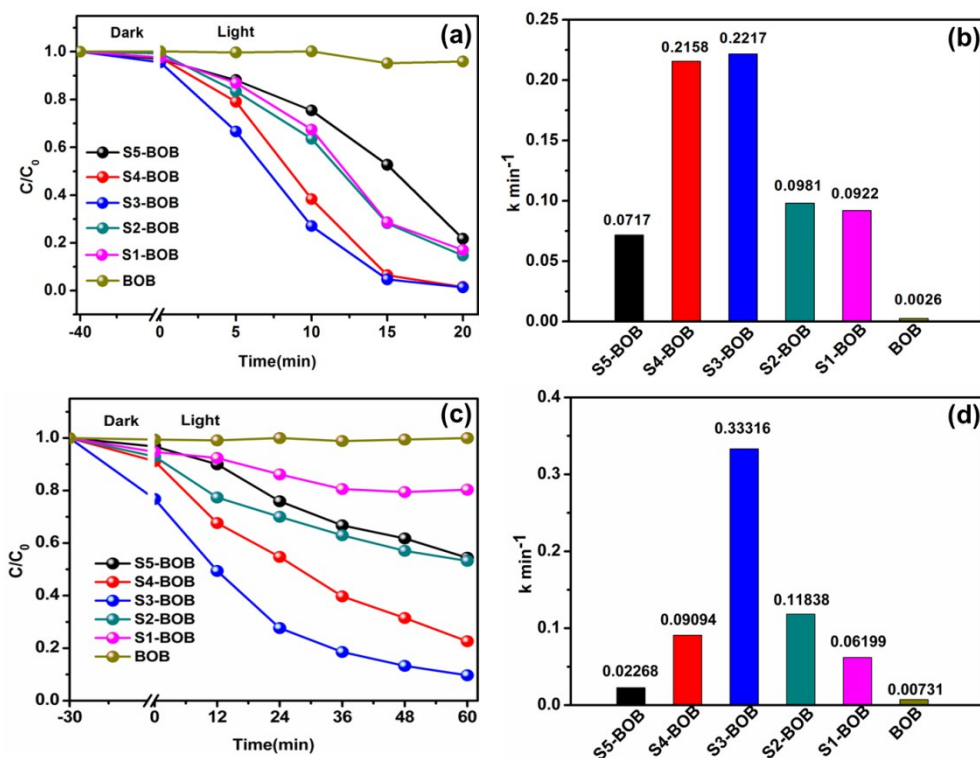 (a)
Dark Light
C/C0
1.0
0.8
0.6
0.4
0.2
0.0
S5-BOB
S4-BOB
S3-BOB
S2-BOB
S1-BOB
BOB
-40 0 5 10 15 20
Time(min)
(b)
k min-1
0.25
0.20
0.15
0.10
0.05
0.00
0.0717
0.2158
0.2217
0.0981
0.0922
0.0026
S5-BOB
S4-BOB
S3-BOB
S2-BOB
S1-BOB
BOB
(c)
Dark Light
C/C0
1.0
0.8
0.6
0.4
0.2
0.0
S5-BOB
S4-BOB
S3-BOB
S2-BOB
S1-BOB
BOB
-30 0 12 24 36 48 60
Time(min)
(d)
k min-1
0.4
0.3
0.2
0.1
0.0
0.02268
0.09094
0.33316
0.11838
0.06199
0.00731
S5-BOB
S4-BOB
S3-BOB
S2-BOB
S1-BOB
BOB